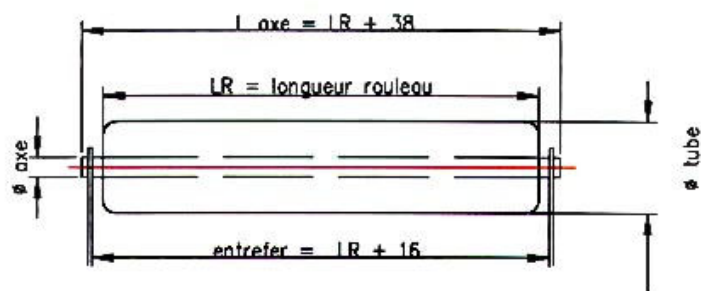 L axe = LR + 38
LR = longueur rouleau
ø axe
ø tube
entrefer = LR + 16